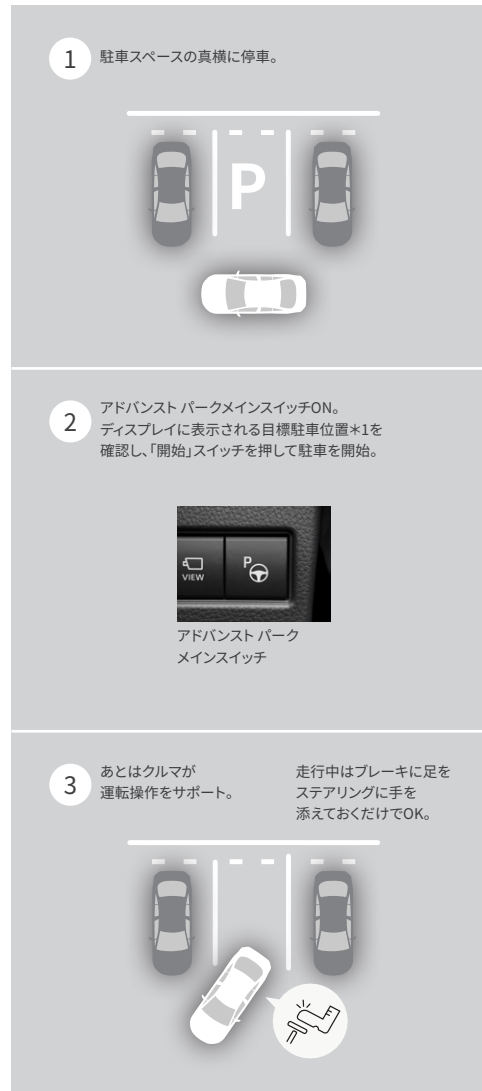 1
駐車スペースの真横に停車。
P
2
アドバンスト パークメインスイッチON。
ディスプレイに表示される目標駐車位置＊1を
確認し、「開始」スイッチを押して駐車を開始。
VIEW
P
アドバンスト パーク
メインスイッチ
3
あとはクルマが
運転操作をサポート。
走行中はブレーキに足を
ステアリングに手を
添えておくだけでOK。